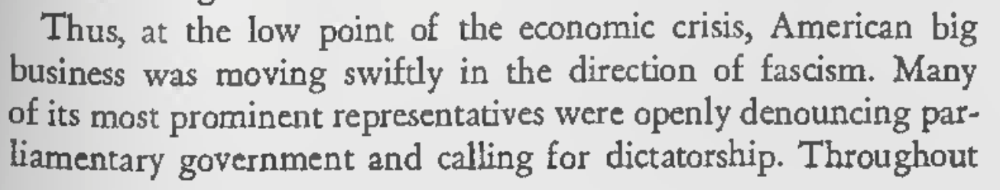 Thus, at the low point of the economic crisis, American big
business was moving swiftly in the direction of fascism. Many
of its most prominent representatives were openly denouncing par-
liamentary government and calling for dictatorship. Throughout